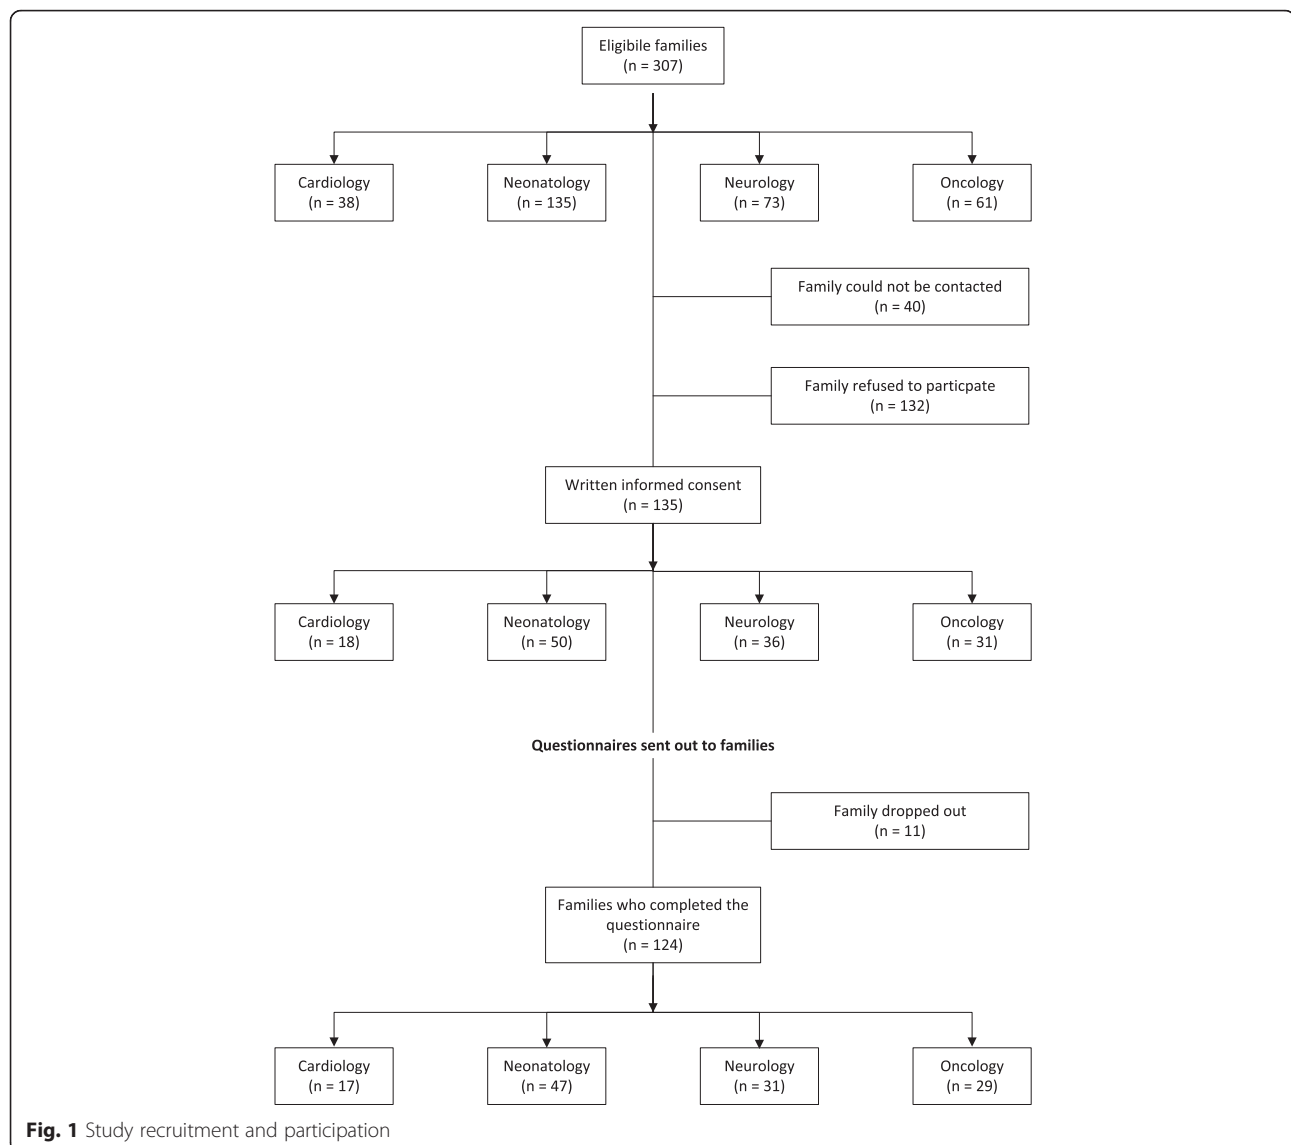 Eligibile families
(n = 307)
Cardiology
(n = 38)
Neonatology
(n = 135)
Neurology
(n = 73)
Oncology
(n = 61)
Family could not be contacted
(n = 40)
Family refused to particpate
(n = 132)
Written informed consent
(n = 135)
Cardiology
(n = 18)
Neonatology
(n = 50)
Neurology
(n = 36)
Oncology
(n = 31)
Questionnaires sent out to families
Family dropped out
(n = 11)
Families who completed the
questionnaire
(n = 124)
Cardiology
(n = 17)
Neonatology
(n = 47)
Neurology
(n = 31)
Oncology
(n = 29)
Fig. 1 Study recruitment and participation